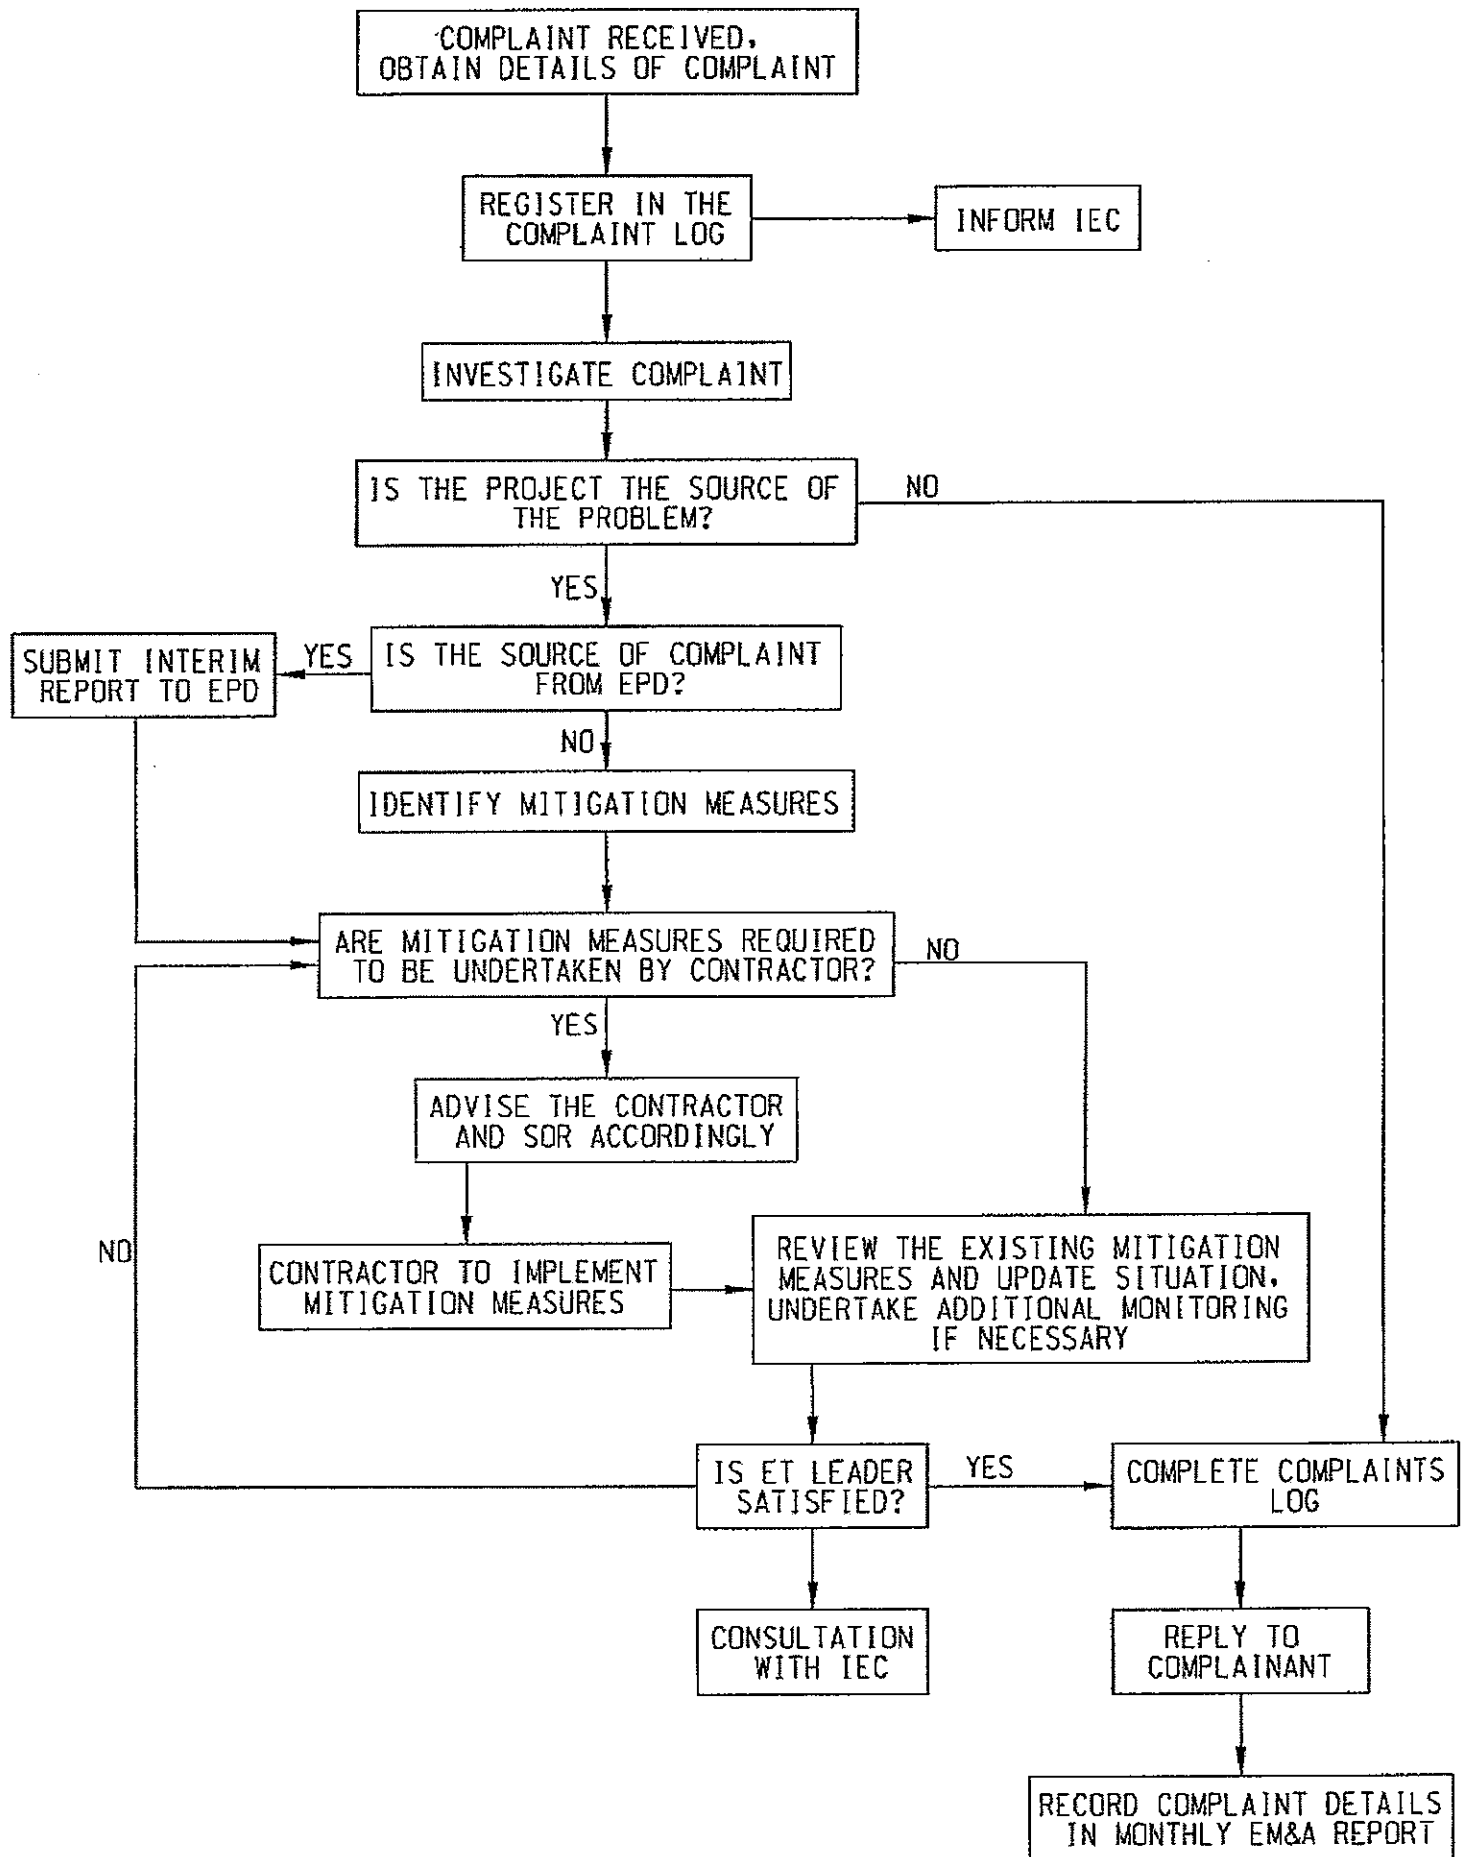 COMPLAINT RECEIVED,
OBTAIN DETAILS OF COMPLAINT
REGISTER IN THE
COMPLAINT LOG
INFORM IEC
INVESTIGATE COMPLAINT
IS THE PROJECT THE SOURCE OF
THE PROBLEM?
NO
YES
SUBMIT INTERIM
REPORT TO EPD
YES
IS THE SOURCE OF COMPLAINT
FROM EPD?
NO
IDENTIFY MITIGATION MEASURES
ARE MITIGATION MEASURES REQUIRED
TO BE UNDERTAKEN BY CONTRACTOR?
NO
YES
ADVISE THE CONTRACTOR
AND SOR ACCORDINGLY
NO
CONTRACTOR TO IMPLEMENT
MITIGATION MEASURES
REVIEW THE EXISTING MITIGATION
MEASURES AND UPDATE SITUATION.
UNDERTAKE ADDITIONAL MONITORING
IF NECESSARY
IS ET LEADER
SATISFIED?
YES
COMPLETE COMPLAINTS
LOG
CONSULTATION
WITH IEC
REPLY TO
COMPLAINANT
RECORD COMPLAINT DETAILS
IN MONTHLY EM&A REPORT